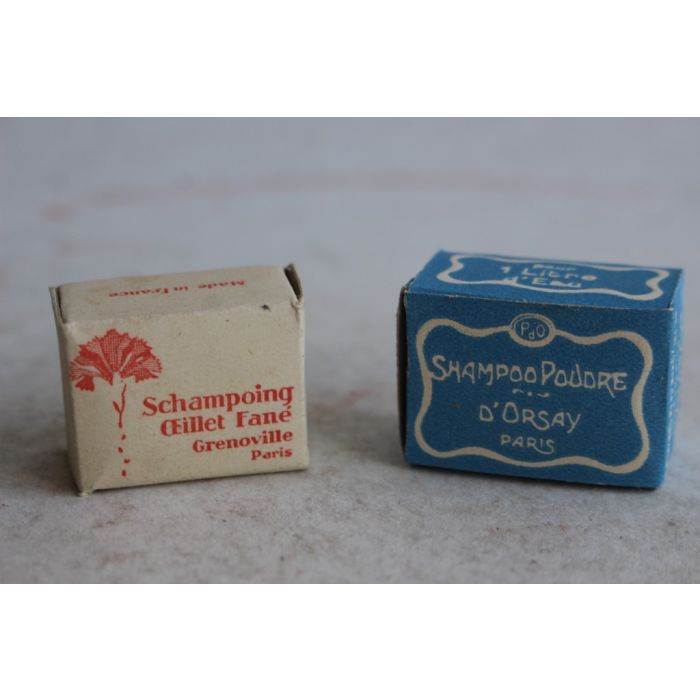 Made in France
Schampoing
Œillet Fané
Grenoville
Paris
Pour
1 Litre
d'Eau
PdO
SHAMPOO POUDRE
D'ORSAY
PARIS